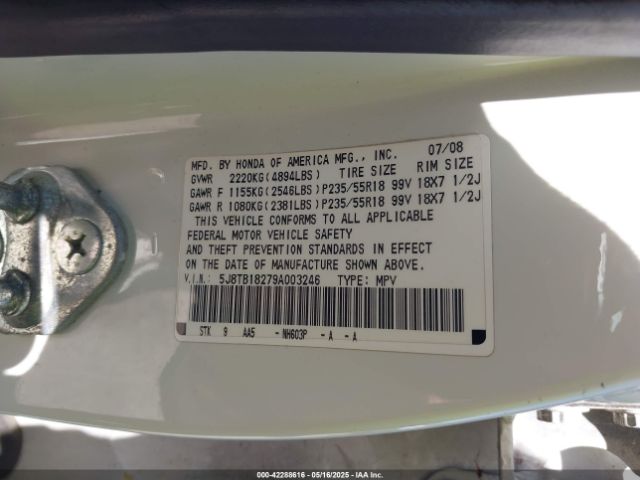 MFD. BY HONDA OF AMERICA MFG., INC. 07/08
GVWR 2220KG(4894LBS) TIRE SIZE RIM SIZE
GAWR F 1155KG(2546LBS)P235/55R18 99V 18X7 1/2J
GAWR R 1080KG(2381LBS)P235/55R18 99V 18X7 1/2J
THIS VEHICLE CONFORMS TO ALL APPLICABLE
FEDERAL MOTOR VEHICLE SAFETY
AND THEFT PREVENTION STANDARDS IN EFFECT
ON THE DATE OF MANUFACTURE SHOWN ABOVE.
V.I.N.: 5J8TB18279A003246 TYPE: MPV
STK 9 AA5 -NH603P -A -A
000-42288616 - 05/16/2025 - IAA Inc.